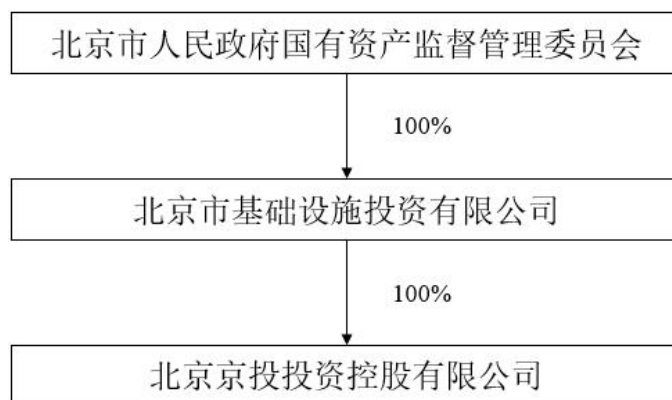 北京市人民政府国有资产监督管理委员会
100%
北京市基础设施投资有限公司
100%
北京京投投资控股有限公司